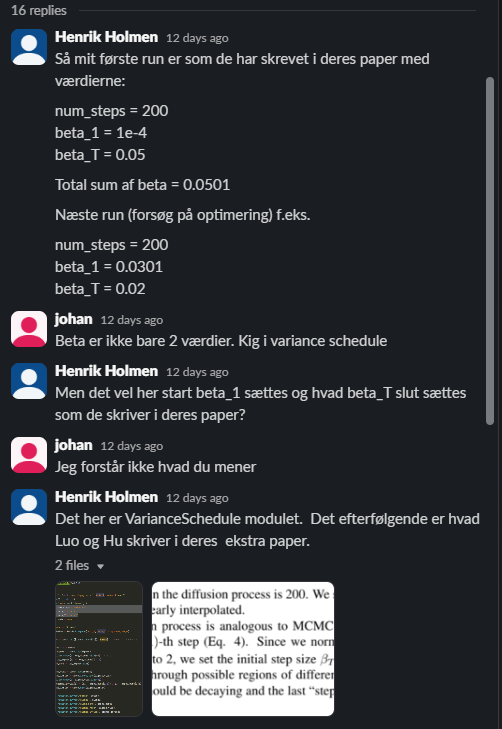 16 replies
Henrik Holmen 12 days ago
Så mit første run er som de har skrevet i deres paper med
værdierne:
num_steps = 200
beta_1 = 1e-4
beta_T = 0.05
Total sum af beta = 0.0501
Næste run (forsøg på optimering) f.eks.
num_steps = 200
beta_1 = 0.0301
beta_T = 0.02
johan 12 days ago
Beta er ikke bare 2 værdier. Kig i variance schedule
Henrik Holmen 12 days ago
Men det vel her start beta_1 sættes og hvad beta_T slut sættes
som de skriver i deres paper?
johan 12 days ago
Jeg forstår ikke hvad du mener
Henrik Holmen 12 days ago
Det her er VarianceSchedule modulet. Det efterfølgende er hvad
Luo og Hu skriver i deres ekstra paper.
2 files
n the diffusion process is 200. We
early interpolated.
n process is analogous to MCMC
)-th step (Eq. 4). Since we norm
to 2, we set the initial step size βT
hrough possible regions of differen
ould be decaying and the last “step